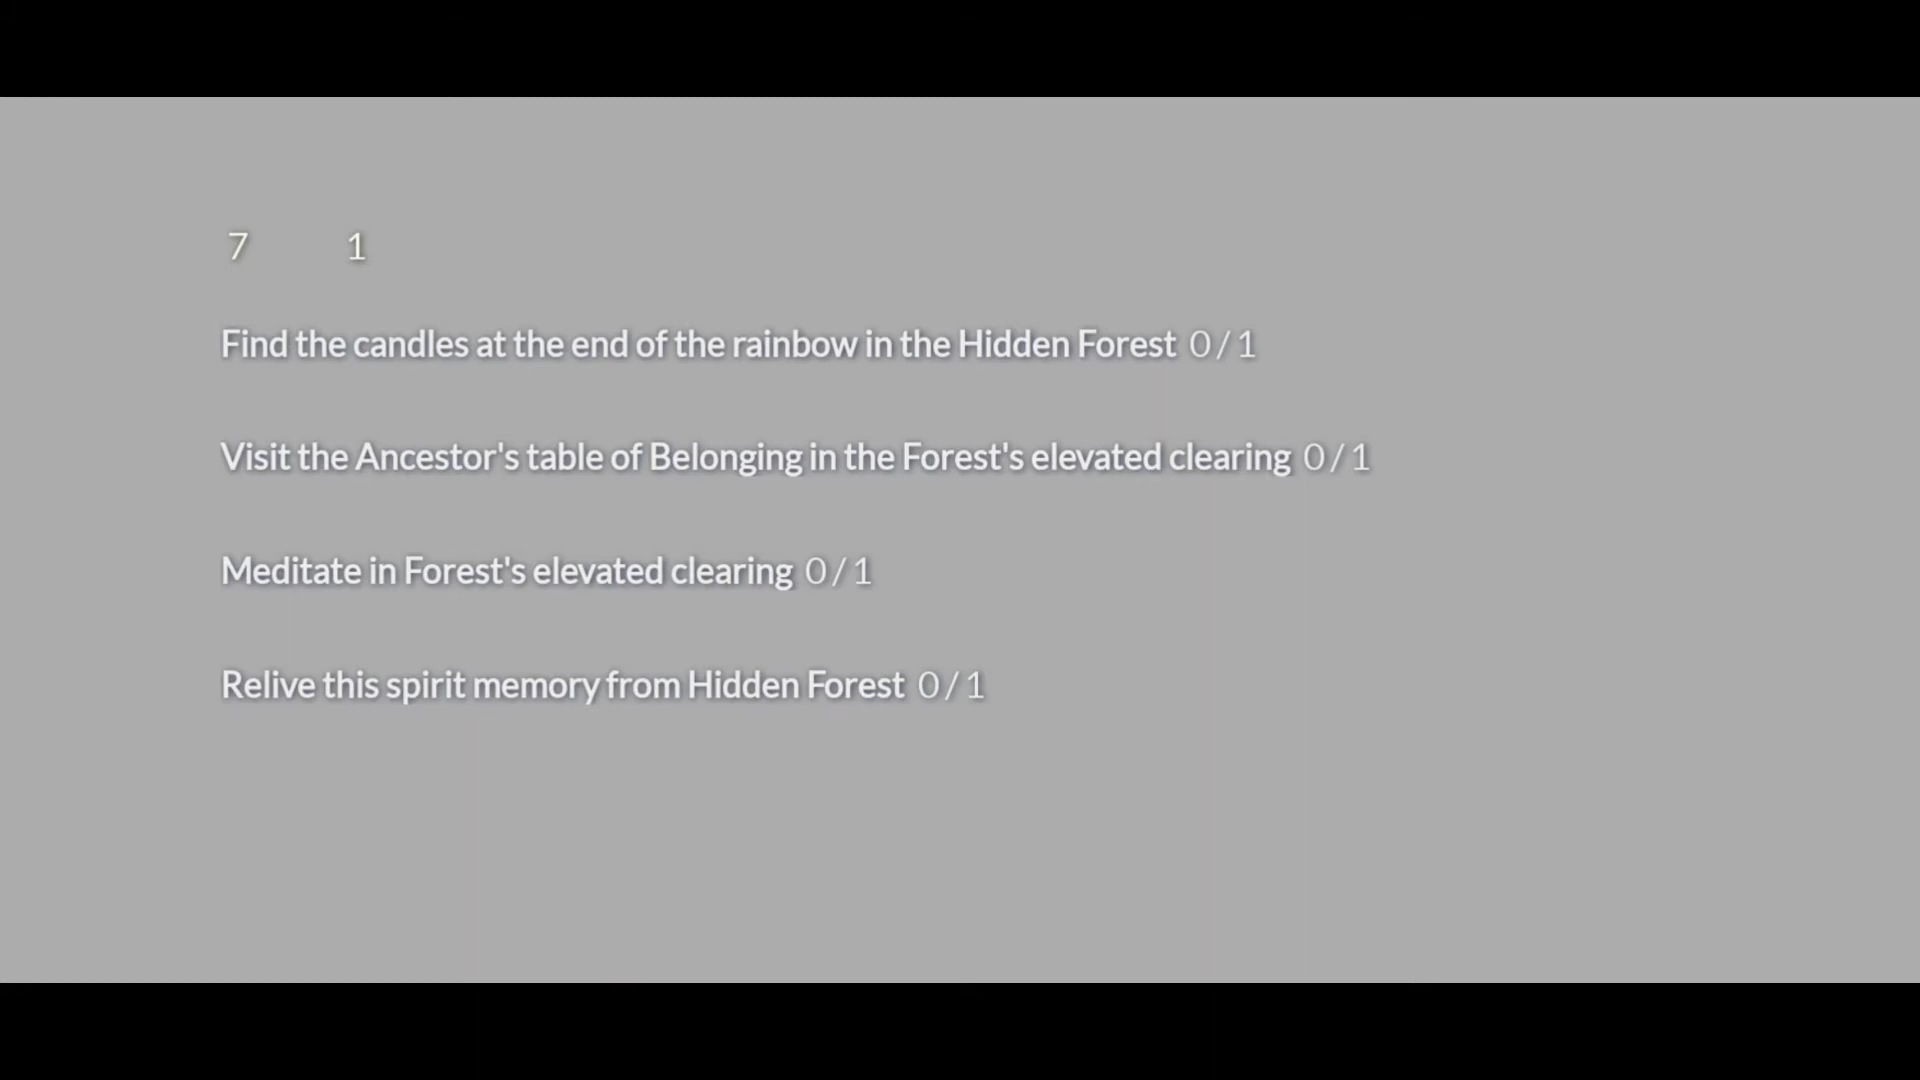 7 1
Find the candles at the end of the rainbow in the Hidden Forest 0 / 1
Visit the Ancestor's table of Belonging in the Forest's elevated clearing 0 / 1
Meditate in Forest's elevated clearing 0 / 1
Relive this spirit memory from Hidden Forest 0 / 1